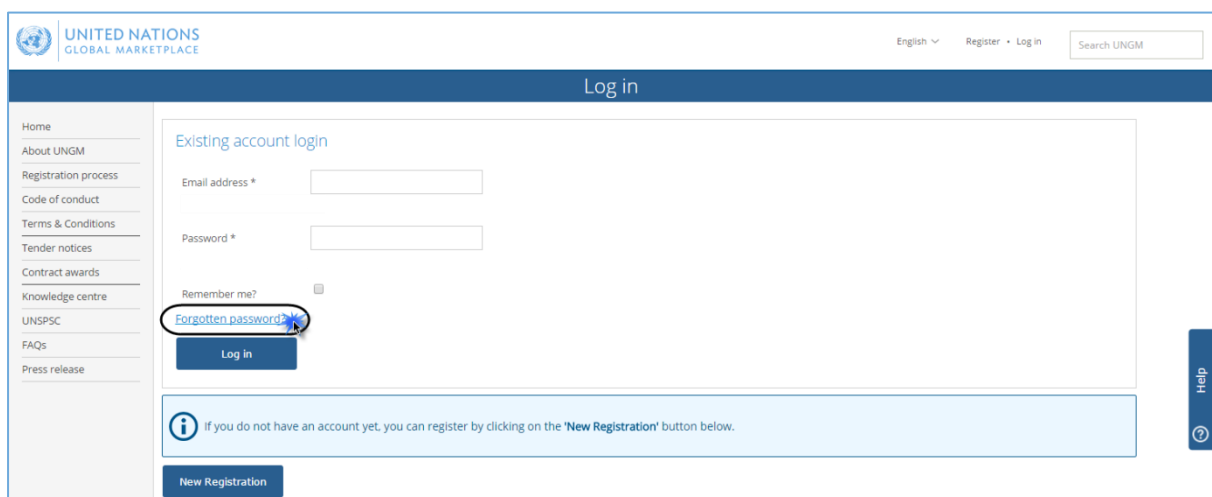 UNITED NATIONS
GLOBAL MARKETPLACE
English
Register • Log in
Search UNGM
Log in
Home
About UNGM
Registration process
Code of conduct
Terms & Conditions
Tender notices
Contract awards
Knowledge centre
UNSPSC
FAQs
Press release
Existing account login
Email address *
Password *
Remember me?
Forgotten password?
Log in
If you do not have an account yet, you can register by clicking on the 'New Registration' button below.
New Registration
Help